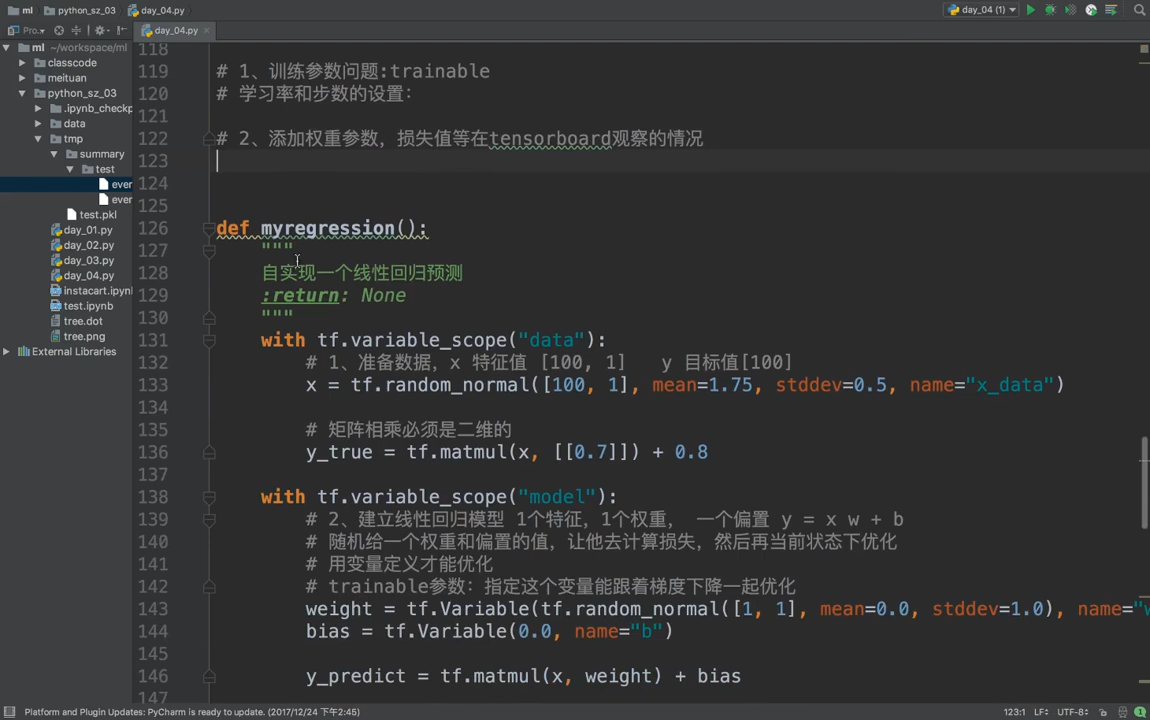 ml python_sz_03 day_04.py
day_04 (1)
Pro..
day_04.py
ml ~/workspace/ml
classcode
meituan
python_sz_03
.ipynb_checkp
data
tmp
summary
test
ever
ever
test.pkl
day_01.py
day_02.py
day_03.py
day_04.py
instacart.ipynl
test.ipynb
tree.dot
tree.png
External Libraries
118
119 # 1、训练参数问题:trainable
120 # 学习率和步数的设置：
121
122 # 2、添加权重参数，损失值等在tensorboard观察的情况
123
124
125
126 def myregression():
127 """
128 自实现一个线性回归预测
129 :return: None
130 """
131 with tf.variable_scope("data"):
132 # 1、准备数据，x 特征值 [100, 1] y 目标值[100]
133 x = tf.random_normal([100, 1], mean=1.75, stddev=0.5, name="x_data")
134
135 # 矩阵相乘必须是二维的
136 y_true = tf.matmul(x, [[0.7]]) + 0.8
137
138 with tf.variable_scope("model"):
139 # 2、建立线性回归模型 1个特征，1个权重， 一个偏置 y = x w + b
140 # 随机给一个权重和偏置的值，让他去计算损失，然后再当前状态下优化
141 # 用变量定义才能优化
142 # trainable参数：指定这个变量能跟着梯度下降一起优化
143 weight = tf.Variable(tf.random_normal([1, 1], mean=0.0, stddev=1.0), name="w
144 bias = tf.Variable(0.0, name="b")
145
146 y_predict = tf.matmul(x, weight) + bias
147
Platform and Plugin Updates: PyCharm is ready to update. (2017/12/24 下午2:45)
123:1 LF÷ UTF-8÷